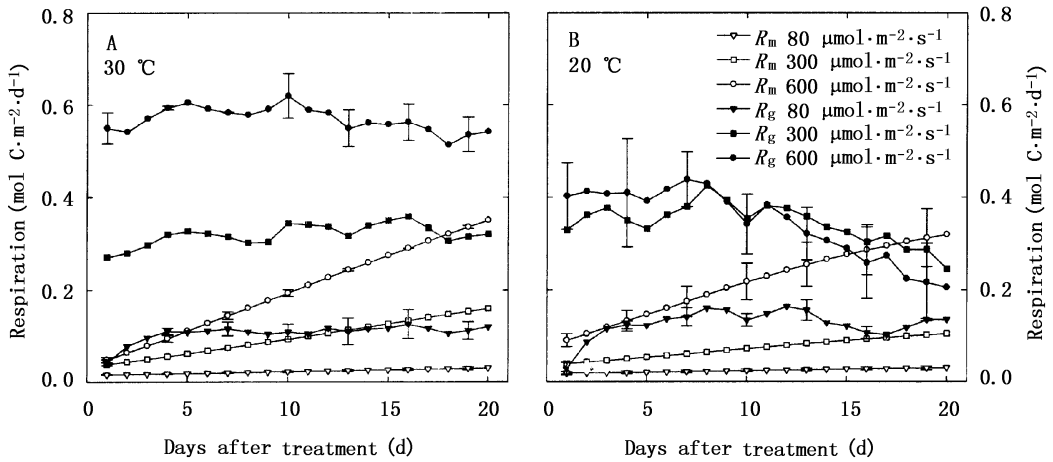 0.8
0.6
0.4
0.2
0.0
Respiration (mol C·m⁻²·d⁻¹)
A
30 ℃
0 5 10 15 20
Days after treatment (d)
B
20 ℃
Rm 80 μmol·m⁻²·s⁻¹
Rm 300 μmol·m⁻²·s⁻¹
Rm 600 μmol·m⁻²·s⁻¹
Rg 80 μmol·m⁻²·s⁻¹
Rg 300 μmol·m⁻²·s⁻¹
Rg 600 μmol·m⁻²·s⁻¹
0 5 10 15 20
Days after treatment (d)
0.8
0.6
0.4
0.2
0.0
Respiration (mol C·m⁻²·d⁻¹)